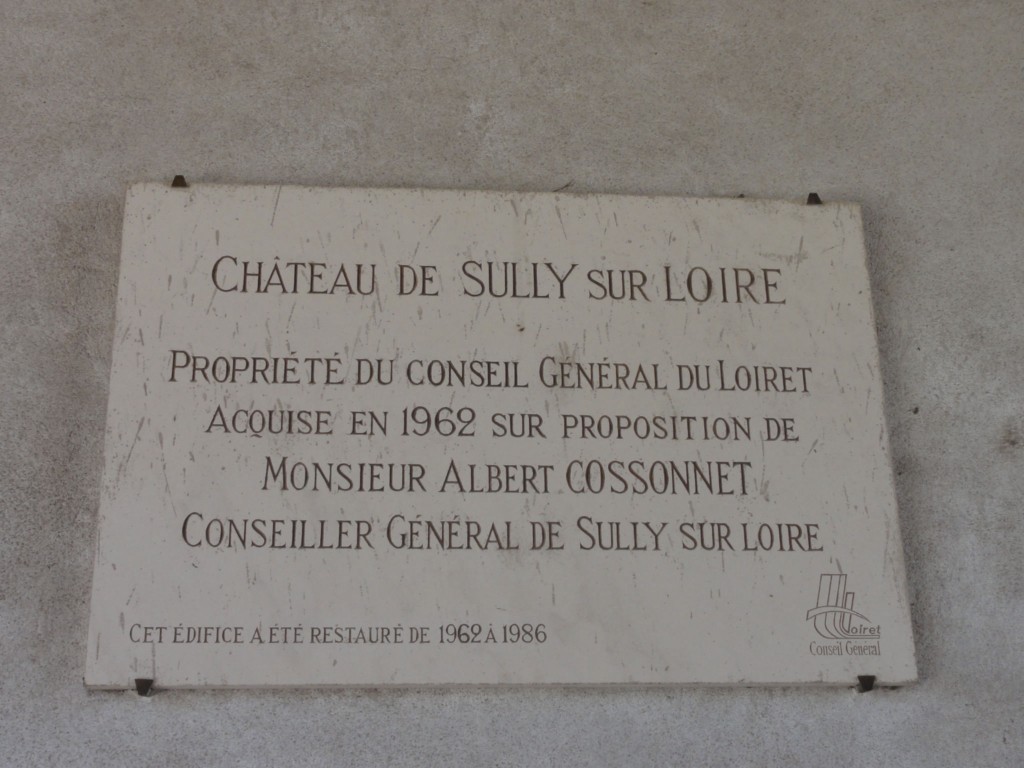 CHÂTEAU DE SULLY SUR LOIRE
PROPRIÉTÉ DU CONSEIL GÉNÉRAL DU LOIRET
ACQUISE EN 1962 SUR PROPOSITION DE
MONSIEUR ALBERT COSSONNET
CONSEILLER GÉNÉRAL DE SULLY SUR LOIRE
CET ÉDIFICE A ÉTÉ RESTAURÉ DE 1962 À 1986
Loiret
Conseil Général